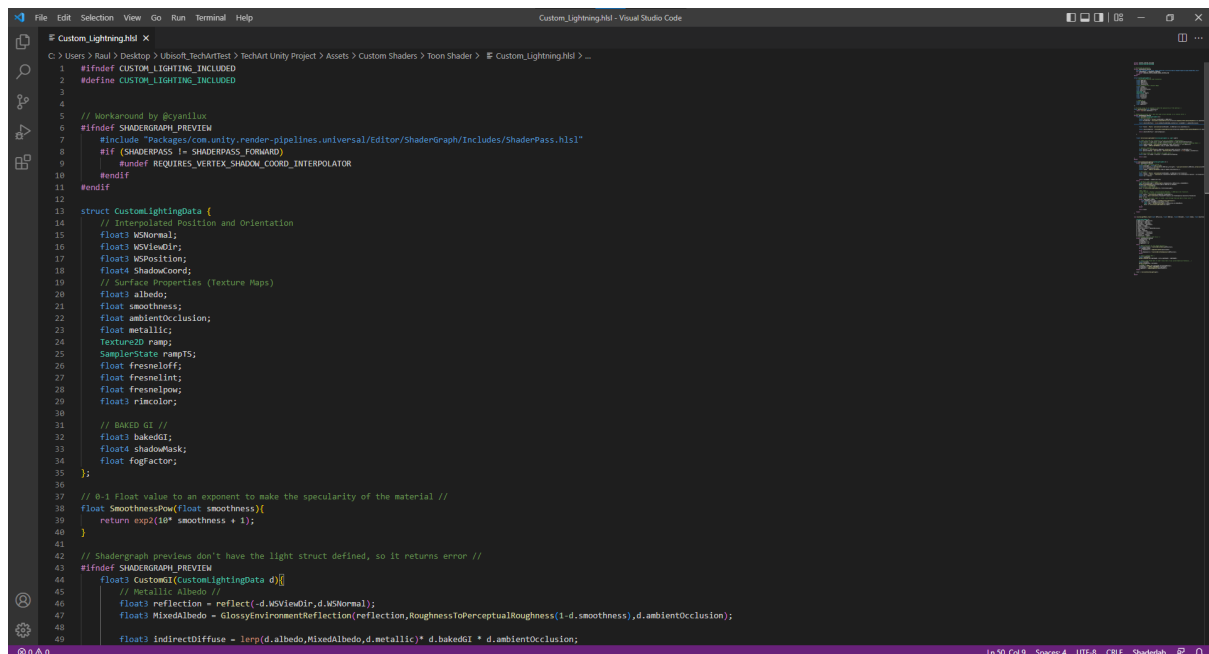 File Edit Selection View Go Run Terminal Help
Custom_Lightning.hlsl - Visual Studio Code
Custom_Lightning.hlsl
C: > Users > Raul > Desktop > Ubisoft_TechArtTest > TechArt Unity Project > Assets > Custom Shaders > Toon Shader > Custom_Lightning.hlsl > ...
1 #ifndef CUSTOM_LIGHTING_INCLUDED
2 #define CUSTOM_LIGHTING_INCLUDED
3
4
5 // Workaround by @cyanilux
6 #ifndef SHADERGRAPH_PREVIEW
7 #include "Packages/com.unity.render-pipelines.universal/Editor/ShaderGraph/Includes/ShaderPass.hlsl"
8 #if (SHADERPASS != SHADERPASS_FORWARD)
9 #undef REQUIRES_VERTEX_SHADOW_COORD_INTERPOLATOR
10 #endif
11 #endif
12
13 struct CustomLightingData {
14 // Interpolated Position and Orientation
15 float3 WSNormal;
16 float3 WSViewDir;
17 float3 WSPosition;
18 float4 ShadowCoord;
19 // Surface Properties (Texture Maps)
20 float3 albedo;
21 float smoothness;
22 float ambientOcclusion;
23 float metallic;
24 Texture2D ramp;
25 SamplerState rampTS;
26 float fresneloff;
27 float fresnelint;
28 float fresnelpow;
29 float3 rimcolor;
30
31 // BAKED GI //
32 float3 bakedGI;
33 float4 shadowMask;
34 float fogFactor;
35 };
36
37 // 0-1 Float value to an exponent to make the specularity of the material //
38 float SmoothnessPow(float smoothness){
39 return exp2(10* smoothness + 1);
40 }
41
42 // Shadergraph previews don't have the light struct defined, so it returns error //
43 #ifndef SHADERGRAPH_PREVIEW
44 float3 CustomGI(CustomLightingData d){
45 // Metallic Albedo //
46 float3 reflection = reflect(-d.WSViewDir,d.WSNormal);
47 float3 MixedAlbedo = GlossyEnvironmentReflection(reflection,RoughnessToPerceptualRoughness(1-d.smoothness),d.ambientOcclusion);
48
49 float3 indirectDiffuse = lerp(d.albedo,MixedAlbedo,d.metallic)* d.bakedGI * d.ambientOcclusion;
0 0 Ln 50, Col 9 Spaces: 4 UTF-8 CRLF Shaderlab